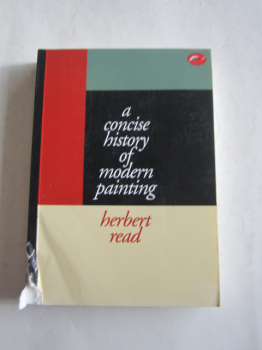 a
concise
history
of
modern
painting
herbert
read